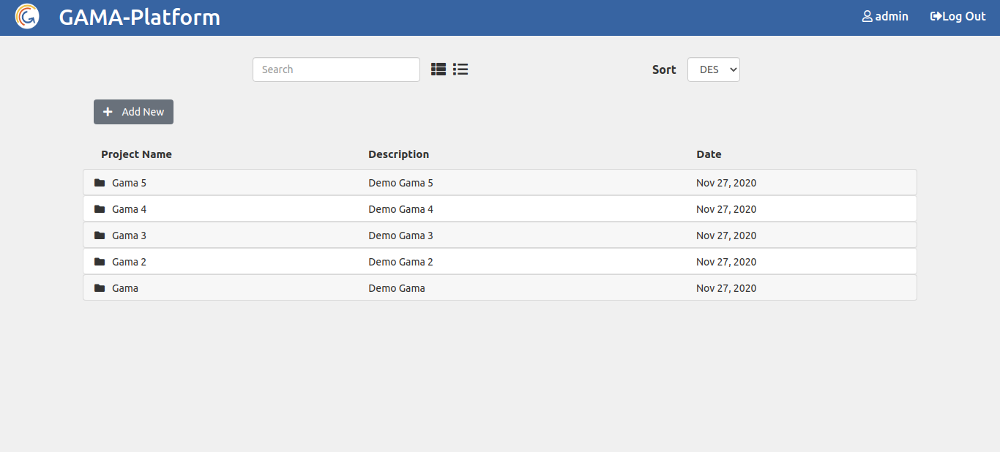 GAMA-Platform admin Log Out
Search Sort DES
Add New
Project Name Description Date
Gama 5 Demo Gama 5 Nov 27, 2020
Gama 4 Demo Gama 4 Nov 27, 2020
Gama 3 Demo Gama 3 Nov 27, 2020
Gama 2 Demo Gama 2 Nov 27, 2020
Gama Demo Gama Nov 27, 2020